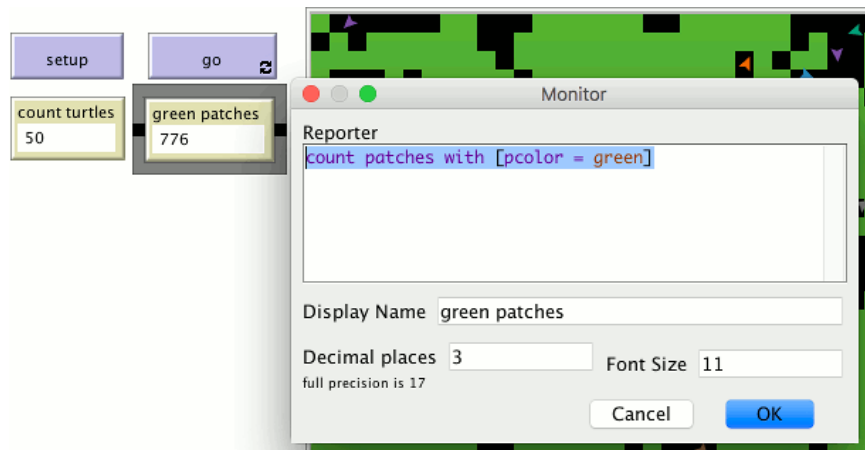 setup
go
count turtles
50
green patches
776
Monitor
Reporter
count patches with [pcolor = green]
Display Name green patches
Decimal places 3
full precision is 17
Font Size 11
Cancel
OK